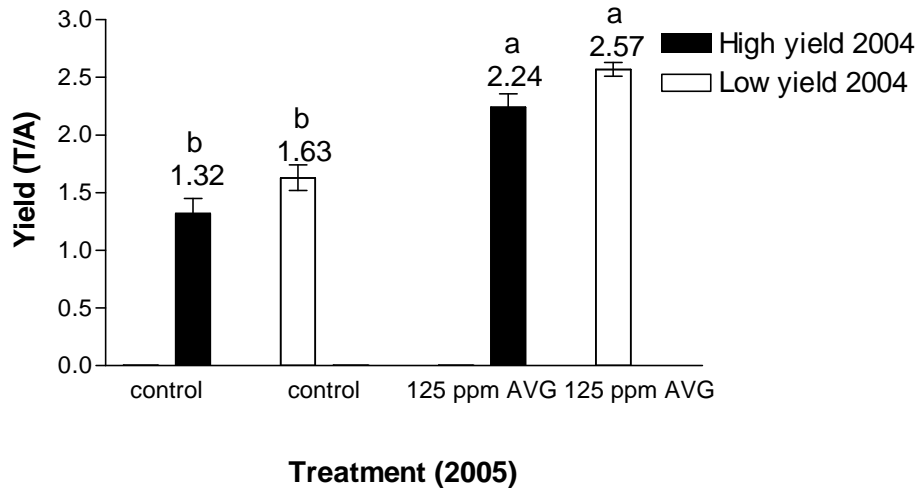 3.0
2.5
2.0
1.5
1.0
0.5
0.0
Yield (T/A)
b
1.32
b
1.63
a
2.24
a
2.57
High yield 2004
Low yield 2004
control
control
125 ppm AVG
125 ppm AVG
Treatment (2005)